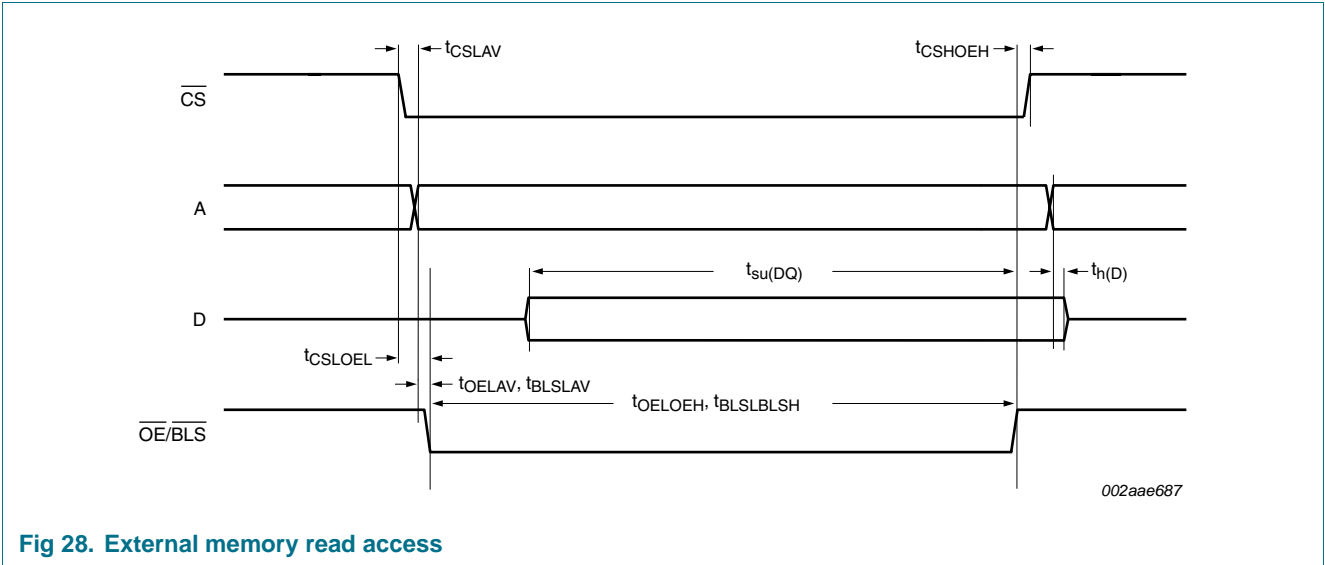 tCSLAV
tCSHOEH
CS
A
tsu(DQ)
th(D)
D
tCSLOEL
tOELAV, tBLSLAV
tOELOEH, tBLSLBLSH
OE/BLS
002aae687
Fig 28. External memory read access